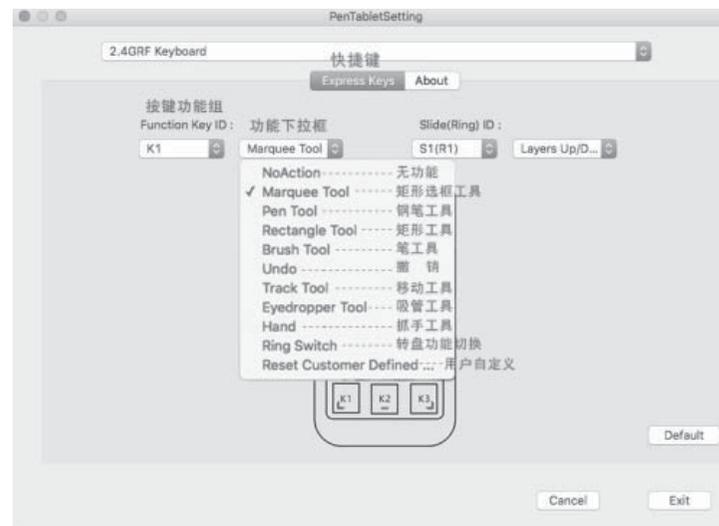 PenTabletSetting
2.4GRF Keyboard
快捷键
Express Keys About
按键功能组
Function Key ID : 功能下拉框 Slide(Ring) ID :
K1 Marquee Tool S1(R1) Layers Up/D...
NoAction----------- 无功能
✓ Marquee Tool ------ 矩形选框工具
Pen Tool ----------- 钢笔工具
Rectangle Tool ----- 矩形工具
Brush Tool --------- 笔工具
Undo -------------- 撤 销
Track Tool --------- 移动工具
Eyedropper Tool---- 吸管工具
Hand -------------- 抓手工具
Ring Switch -------- 转盘功能切换
Reset Customer Defined ...---用户自定义
K1 K2 K3
Default
Cancel Exit